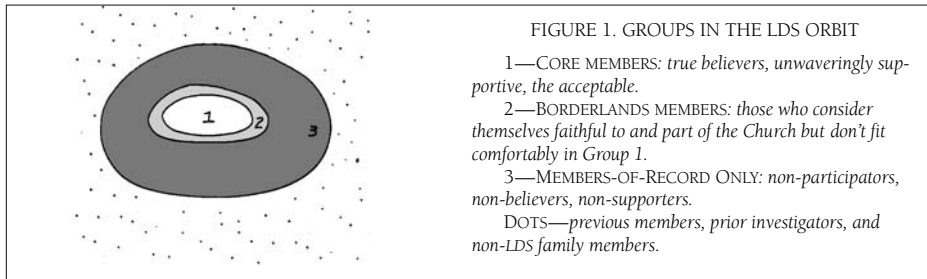 1
2
3
FIGURE 1. GROUPS IN THE LDS ORBIT
1—CORE MEMBERS: true believers, unwaveringly sup-
portive, the acceptable.
2—BORDERLANDS MEMBERS: those who consider
themselves faithful to and part of the Church but don't fit
comfortably in Group 1.
3—MEMBERS-OF-RECORD ONLY: non-participators,
non-believers, non-supporters.
DOTS—previous members, prior investigators, and
non-LDS family members.